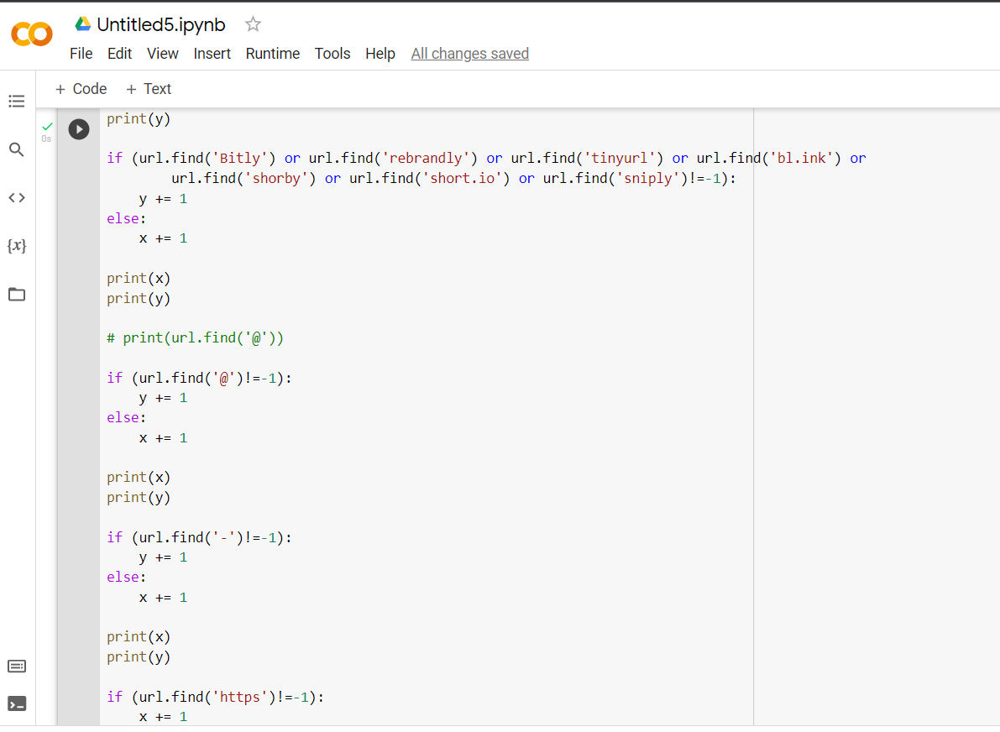 Untitled5.ipynb
File Edit View Insert Runtime Tools Help All changes saved
+ Code + Text
0s
print(y)
if (url.find('Bitly') or url.find('rebrandly') or url.find('tinyurl') or url.find('bl.ink') or
        url.find('shorby') or url.find('short.io') or url.find('sniply')!=-1):
    y += 1
else:
    x += 1
print(x)
print(y)
# print(url.find('@'))
if (url.find('@')!=-1):
    y += 1
else:
    x += 1
print(x)
print(y)
if (url.find('-')!=-1):
    y += 1
else:
    x += 1
print(x)
print(y)
if (url.find('https')!=-1):
    x += 1
{x}